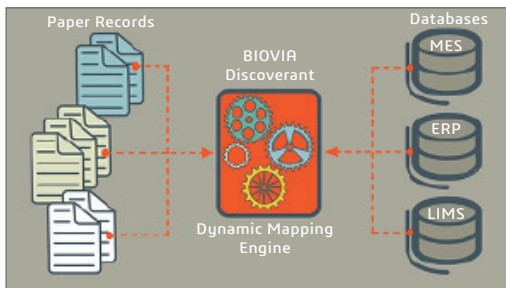 Paper Records
BIOVIA
Discoverant
Dynamic Mapping
Engine
Databases
MES
ERP
LIMS